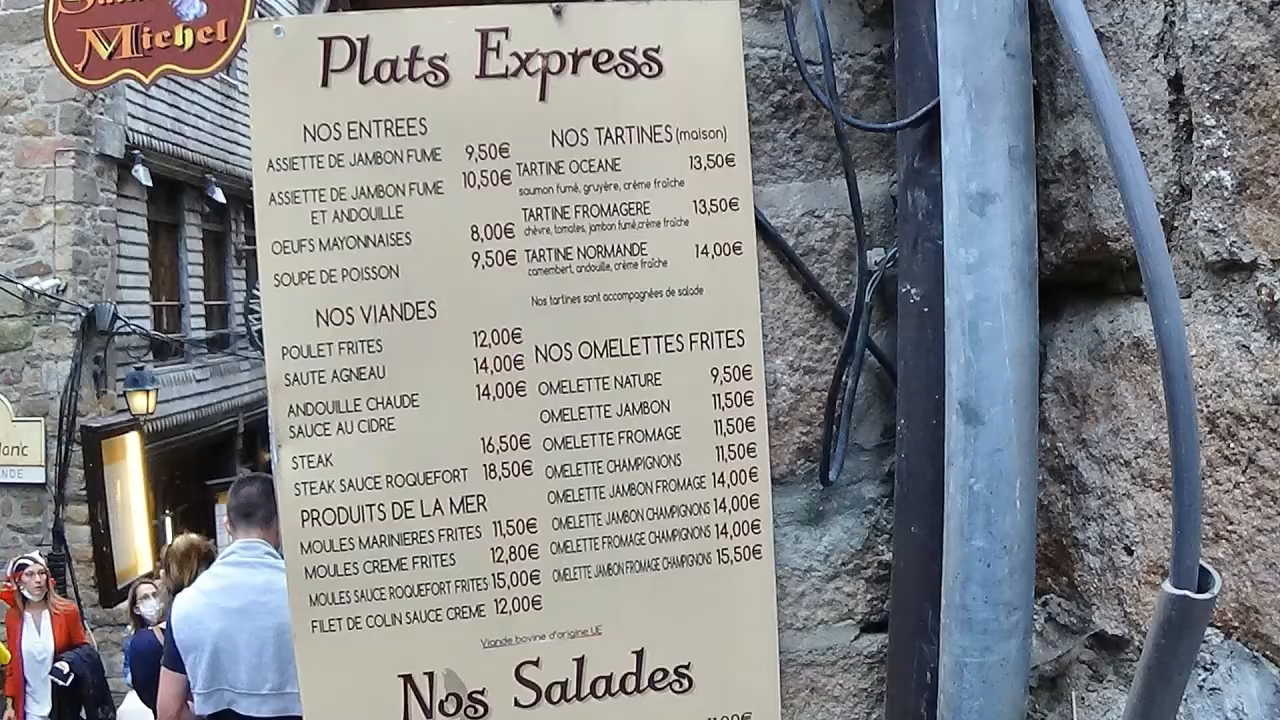 Michel
Plats Express
NOS ENTREES
ASSIETTE DE JAMBON FUME 9,50€
ASSIETTE DE JAMBON FUME 10,50€
ET ANDOUILLE
OEUFS MAYONNAISES 8,00€
SOUPE DE POISSON 9,50€
NOS VIANDES
POULET FRITES 12,00€
SAUTE AGNEAU 14,00€
ANDOUILLE CHAUDE 14,00€
SAUCE AU CIDRE
STEAK 16,50€
STEAK SAUCE ROQUEFORT 18,50€
PRODUITS DE LA MER
MOULES MARINIERES FRITES 11,50€
MOULES CREME FRITES 12,80€
MOULES SAUCE ROQUEFORT FRITES 15,00€
FILET DE COLIN SAUCE CREME 12,00€
NOS TARTINES (maison)
TARTINE OCEANE 13,50€
saumon fumé, gruyère, crème fraîche
TARTINE FROMAGERE 13,50€
chèvre, tomates, jambon fumé,crème fraîche
TARTINE NORMANDE 14,00€
camembert, andouille, crème fraîche
Nos tartines sont accompagnées de salade
NOS OMELETTES FRITES
OMELETTE NATURE 9,50€
OMELETTE JAMBON 11,50€
OMELETTE FROMAGE 11,50€
OMELETTE CHAMPIGNONS 11,50€
OMELETTE JAMBON FROMAGE 14,00€
OMELETTE JAMBON CHAMPIGNONS 14,00€
OMELETTE FROMAGE CHAMPIGNONS 14,00€
OMELETTE JAMBON FROMAGE CHAMPIGNONS 15,50€
Viande bovine d'origine UE
Nos Salades